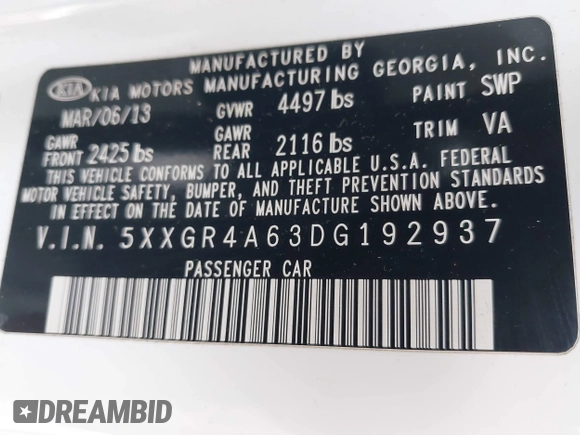 MANUFACTURED BY
KIA KIA MOTORS MANUFACTURING GEORGIA, INC.
MAR/06/13 GVWR 4497 lbs PAINT SWP
GAWR FRONT 2425 lbs GAWR REAR 2116 lbs TRIM VA
THIS VEHICLE CONFORMS TO ALL APPLICABLE U.S.A. FEDERAL
MOTOR VEHICLE SAFETY, BUMPER, AND THEFT PREVENTION STANDARDS
IN EFFECT ON THE DATE OF MANUFACTURE SHOWN ABOVE.
V.I.N. 5XXGR4A63DG192937
PASSENGER CAR
DREAMBID